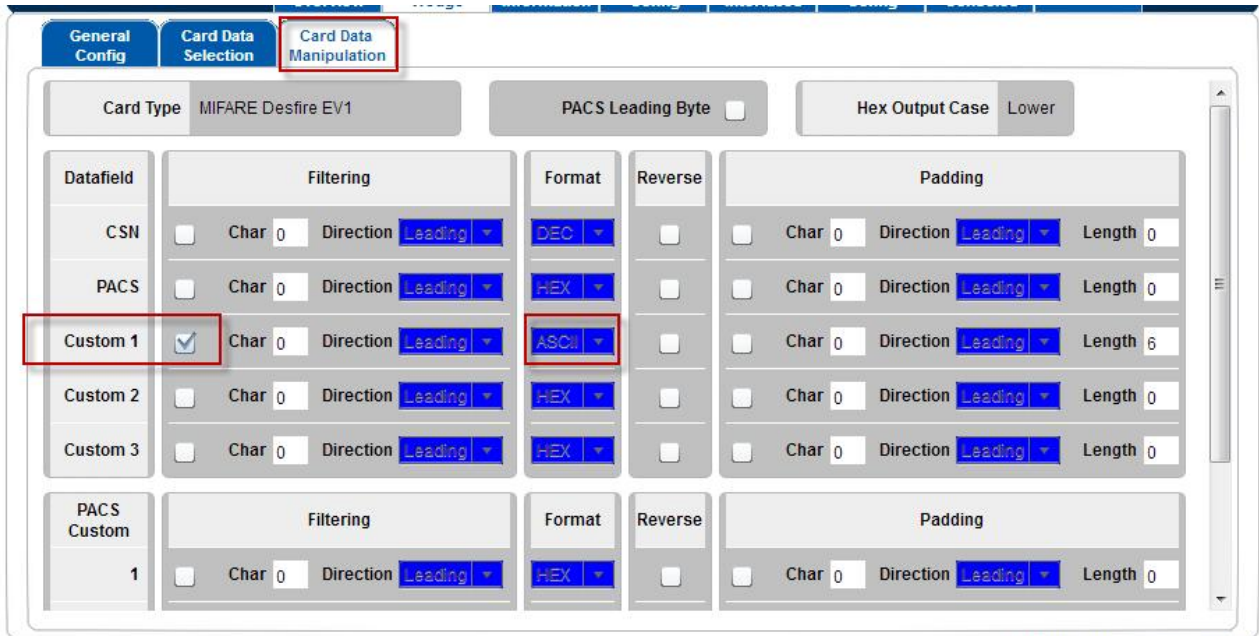 General Config
Card Data Selection
Card Data Manipulation
Card Type MIFARE Desfire EV1 PACS Leading Byte Hex Output Case Lower
Datafield Filtering Format Reverse Padding
CSN Char 0 Direction Leading DEC Char 0 Direction Leading Length 0
PACS Char 0 Direction Leading HEX Char 0 Direction Leading Length 0
Custom 1 Char 0 Direction Leading ASCII Char 0 Direction Leading Length 6
Custom 2 Char 0 Direction Leading HEX Char 0 Direction Leading Length 0
Custom 3 Char 0 Direction Leading HEX Char 0 Direction Leading Length 0
PACS Custom Filtering Format Reverse Padding
1 Char 0 Direction Leading HEX Char 0 Direction Leading Length 0